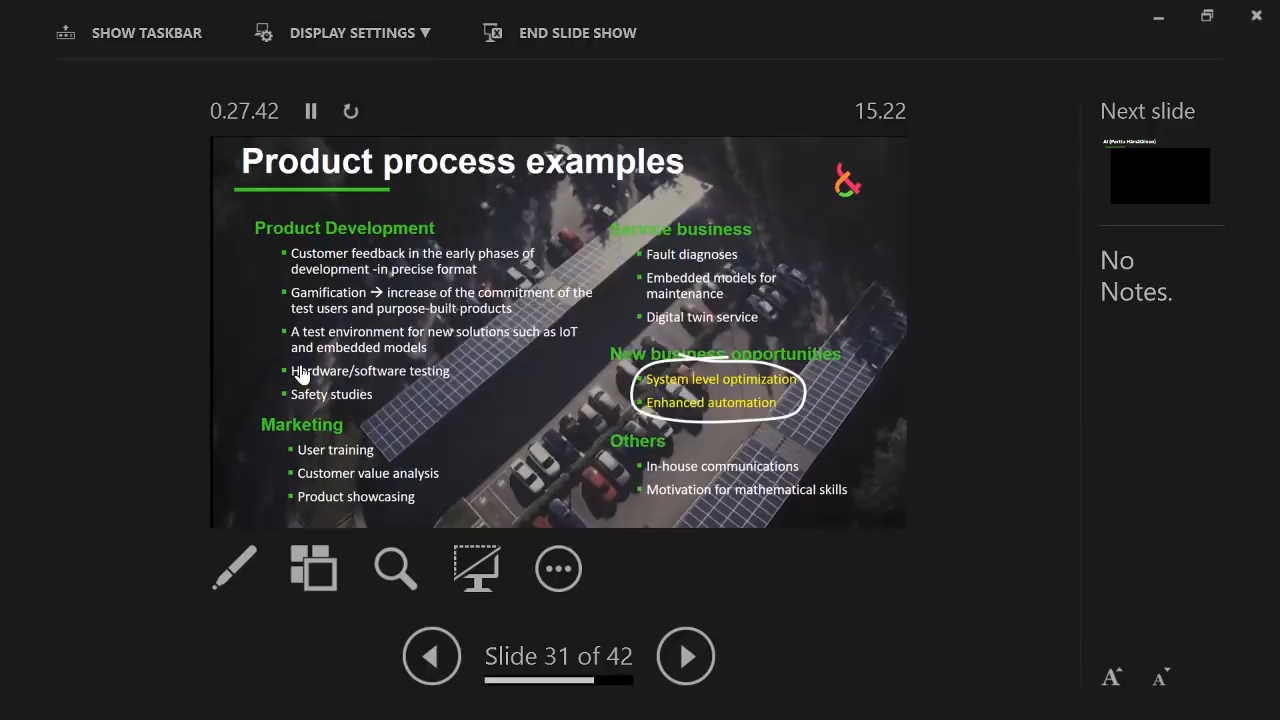 SHOW TASKBAR
DISPLAY SETTINGS ▼
END SLIDE SHOW
0.27.42
15.22
Next slide
Product process examples
Product Development
Customer feedback in the early phases of
development -in precise format
Gamification → increase of the commitment of the
test users and purpose-built products
A test environment for new solutions such as IoT
and embedded models
Hardware/software testing
Safety studies
Marketing
User training
Customer value analysis
Product showcasing
Service business
Fault diagnoses
Embedded models for
maintenance
Digital twin service
New business opportunities
System level optimization
Enhanced automation
Others
In-house communications
Motivation for mathematical skills
No
Notes.
Slide 31 of 42
A A